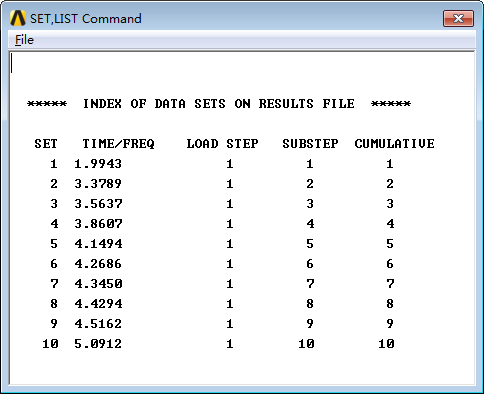 SET,LIST Command
File
***** INDEX OF DATA SETS ON RESULTS FILE *****
SET TIME/FREQ LOAD STEP SUBSTEP CUMULATIVE
1 1.9943 1 1 1
2 3.3789 1 2 2
3 3.5637 1 3 3
4 3.8607 1 4 4
5 4.1494 1 5 5
6 4.2686 1 6 6
7 4.3450 1 7 7
8 4.4294 1 8 8
9 4.5162 1 9 9
10 5.0912 1 10 10